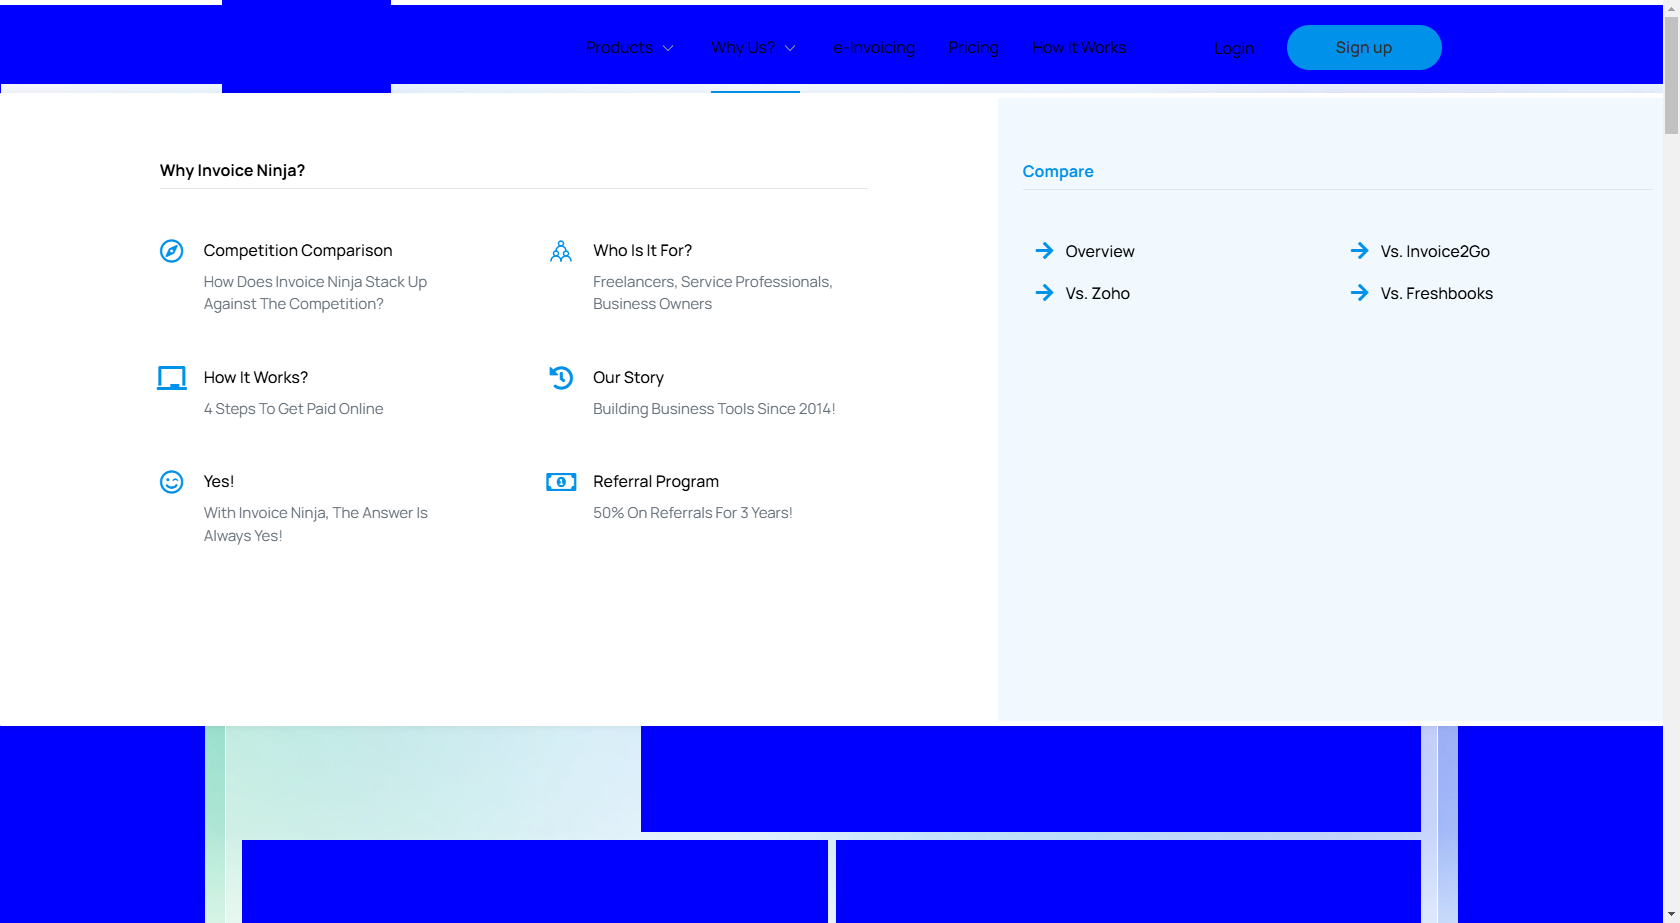 Products
Why Us?
e-Invoicing
Pricing
How It Works
Login
Sign up
Why Invoice Ninja?
Competition Comparison
How Does Invoice Ninja Stack Up
Against The Competition?
Who Is It For?
Freelancers, Service Professionals,
Business Owners
How It Works?
4 Steps To Get Paid Online
Our Story
Building Business Tools Since 2014!
Yes!
With Invoice Ninja, The Answer Is
Always Yes!
Referral Program
50% On Referrals For 3 Years!
Compare
Overview
Vs. Invoice2Go
Vs. Zoho
Vs. Freshbooks